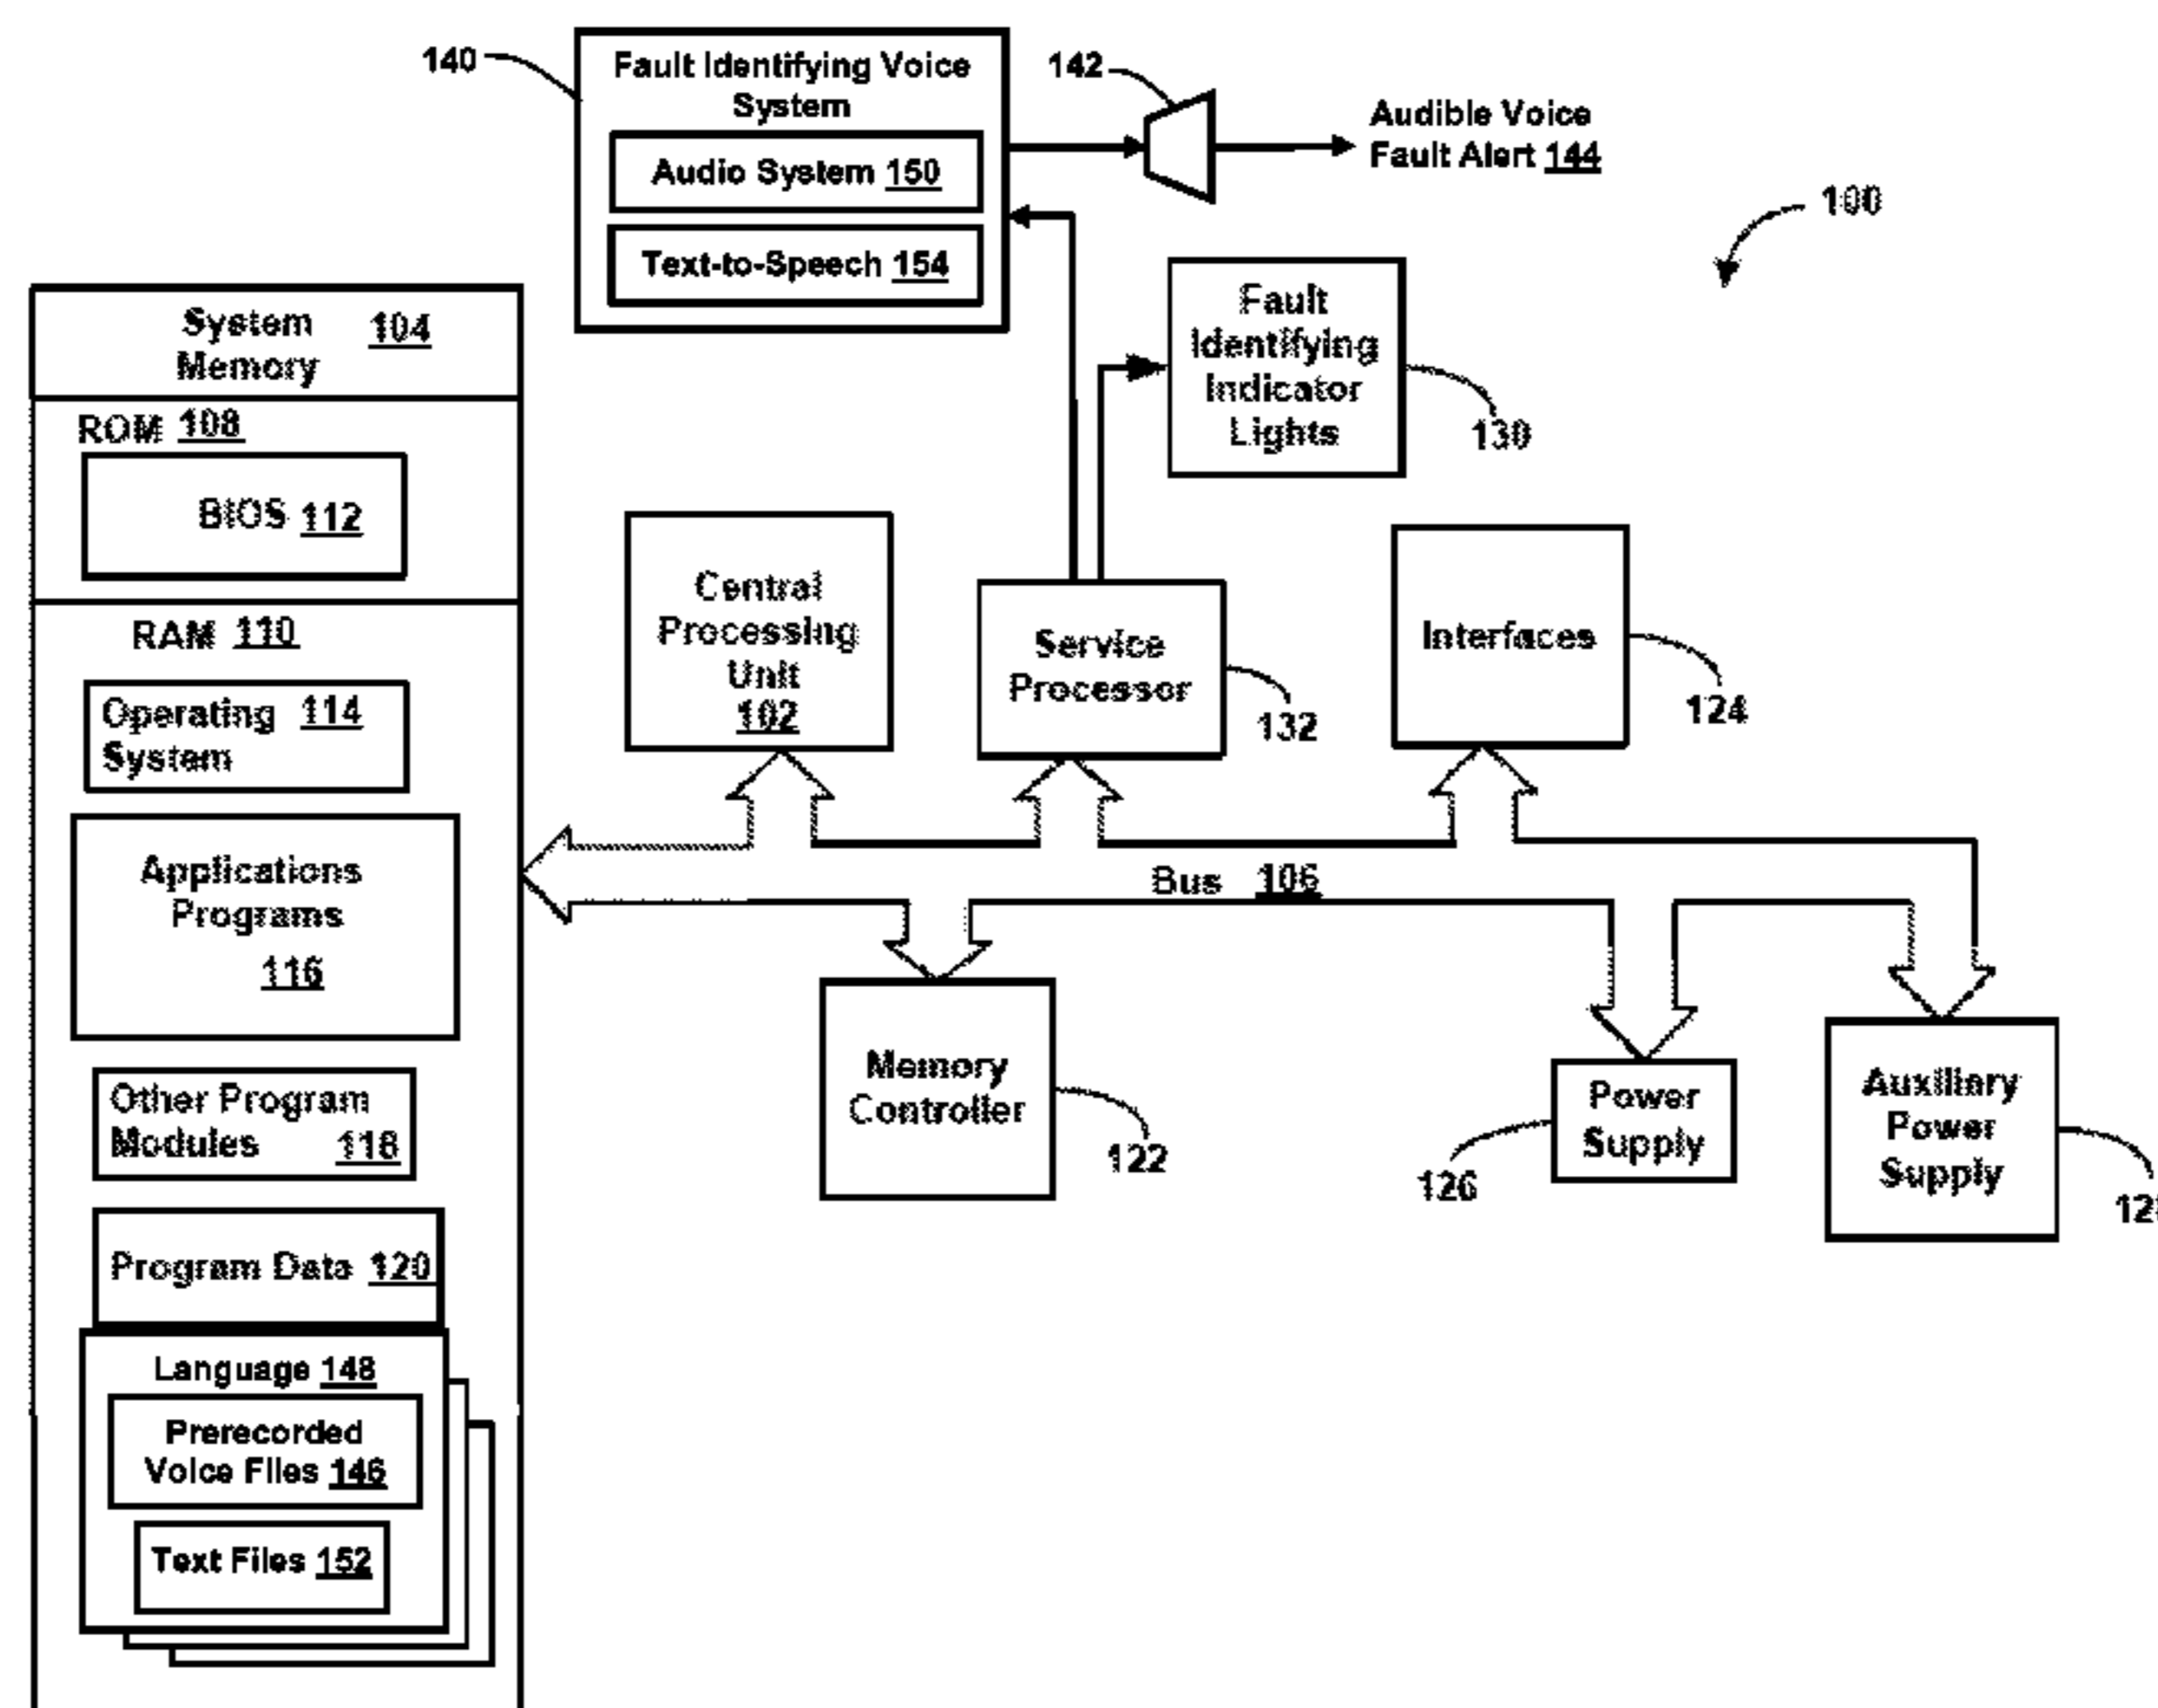 140
Fault Identifying Voice
System
Audio System 150
Text-to-Speech 154
142
Audible Voice
Fault Alert 144
100
Fault
Identifying
Indicator
Lights
130
System 104
Memory
ROM 108
BIOS 112
RAM 110
Operating 114
System
Applications
Programs
116
Other Program
Modules 118
Program Data 120
Language 148
Prerecorded
Voice Files 146
Text Files 152
Central
Processing
Unit
102
Service
Processor
132
Interfaces
124
Bus 106
Memory
Controller
122
Power
Supply
126
Auxiliary
Power
Supply